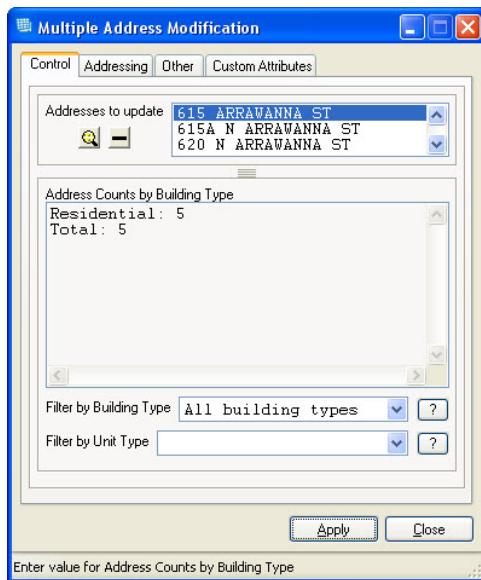 Multiple Address Modification
Control Addressing Other Custom Attributes
Addresses to update
615 ARRAWANNA ST
615A N ARRAWANNA ST
620 N ARRAWANNA ST
Address Counts by Building Type
Residential: 5
Total: 5
Filter by Building Type All building types ?
Filter by Unit Type ?
Apply Close
Enter value for Address Counts by Building Type